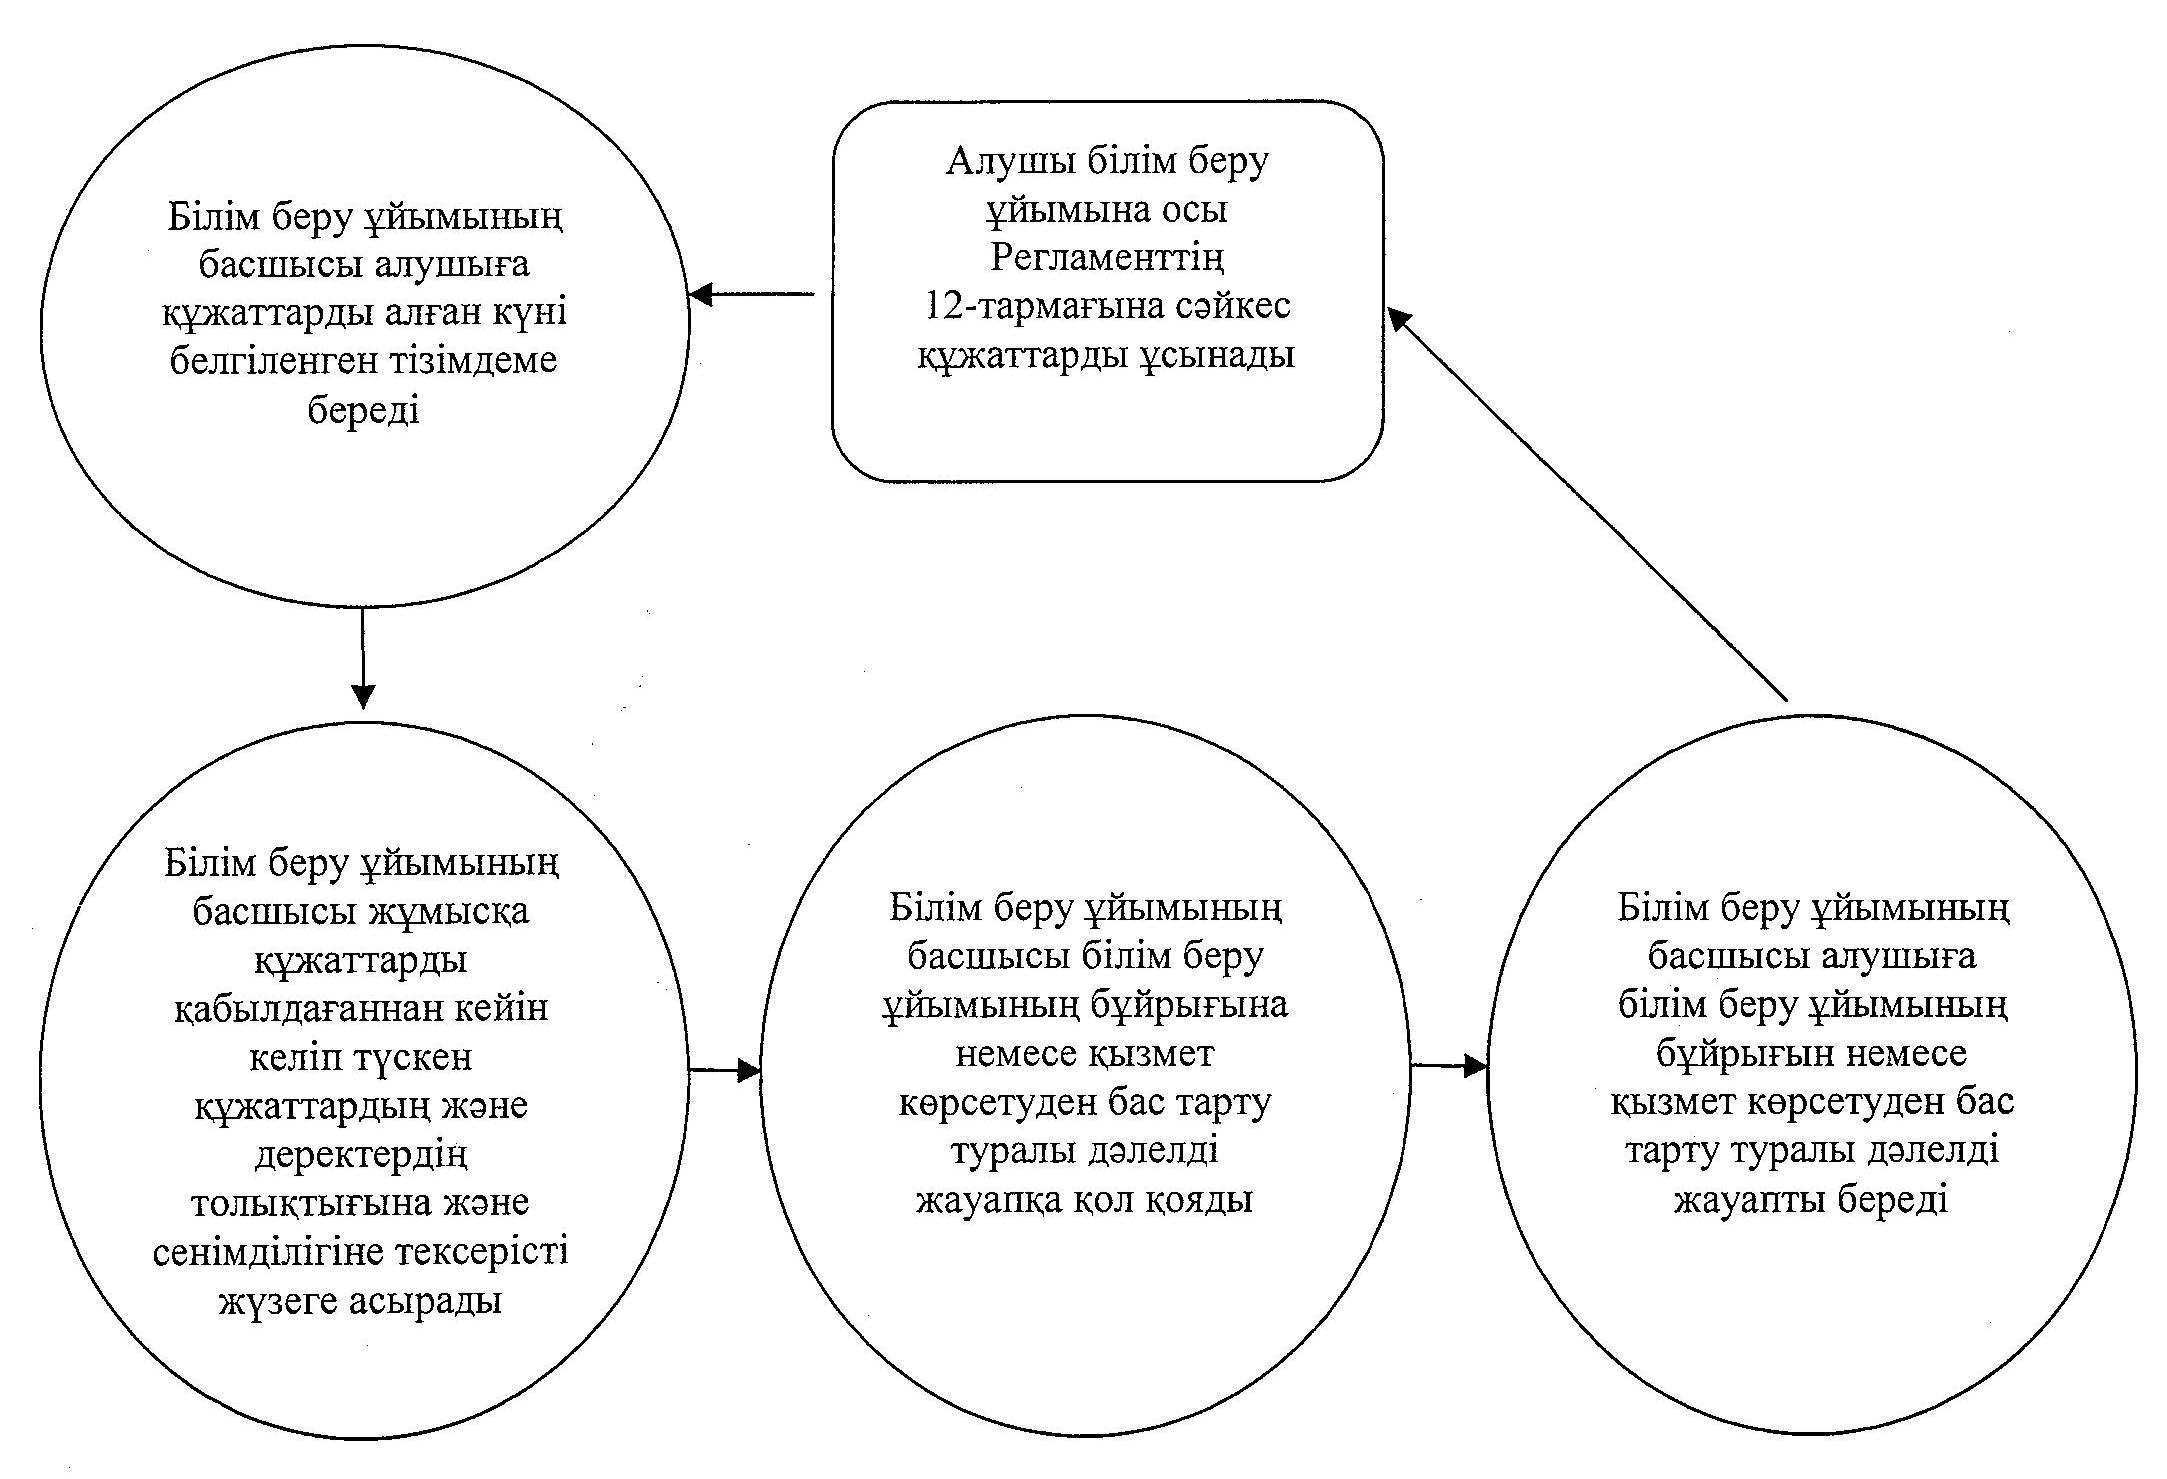 Білім беру ұйымының
басшысы алушыға
құжаттарды алған күні
белгіленген тізімдеме
береді
Алушы білім беру
ұйымына осы
Регламенттің
12-тармағына сәйкес
құжаттарды ұсынады
Білім беру ұйымының
басшысы жұмысқа
құжаттарды
қабылдағаннан кейін
келіп түскен
құжаттардың және
деректердің
толықтығына және
сенімділігіне тексерісті
жүзеге асырады
Білім беру ұйымының
басшысы білім беру
ұйымының бұйрығына
немесе қызмет
көрсетуден бас тарту
туралы дәлелді
жауапқа қол қояды
Білім беру ұйымының
басшысы алушыға
білім беру ұйымының
бұйрығын немесе
қызмет көрсетуден бас
тарту туралы дәлелді
жауапты береді